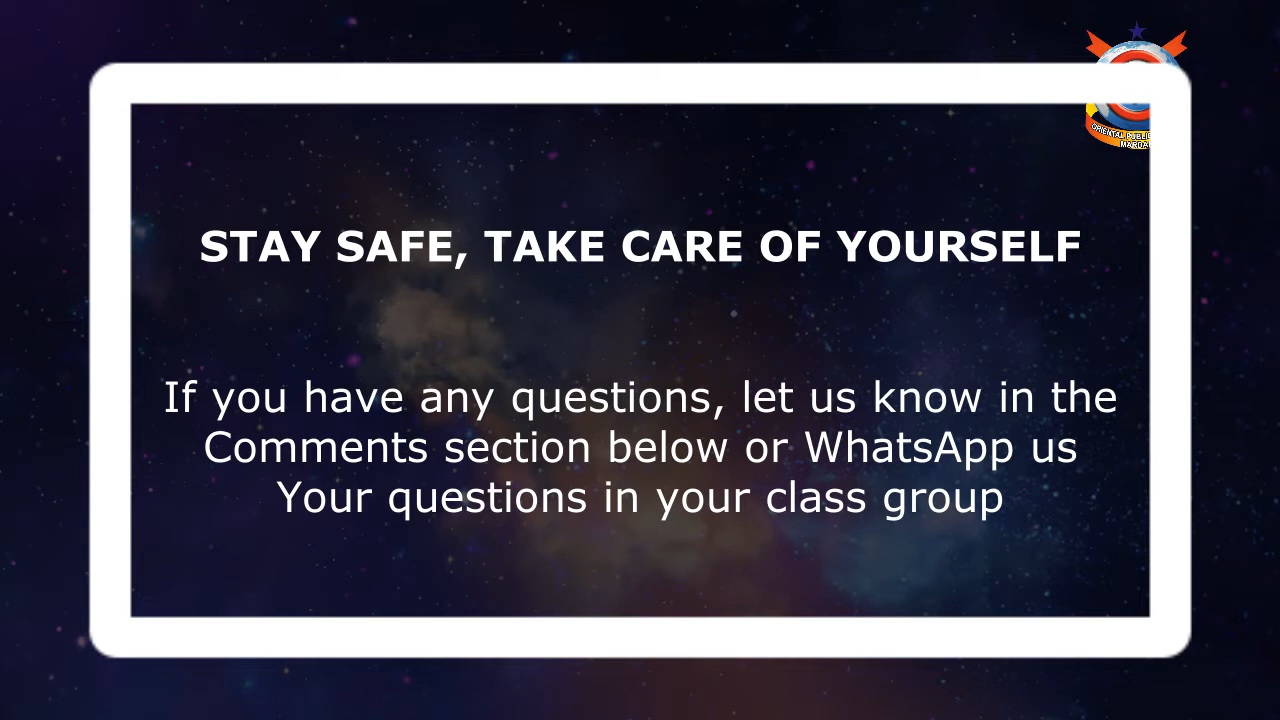 ORIENTAL
STAY SAFE, TAKE CARE OF YOURSELF
If you have any questions, let us know in the
Comments section below or WhatsApp us
Your questions in your class group